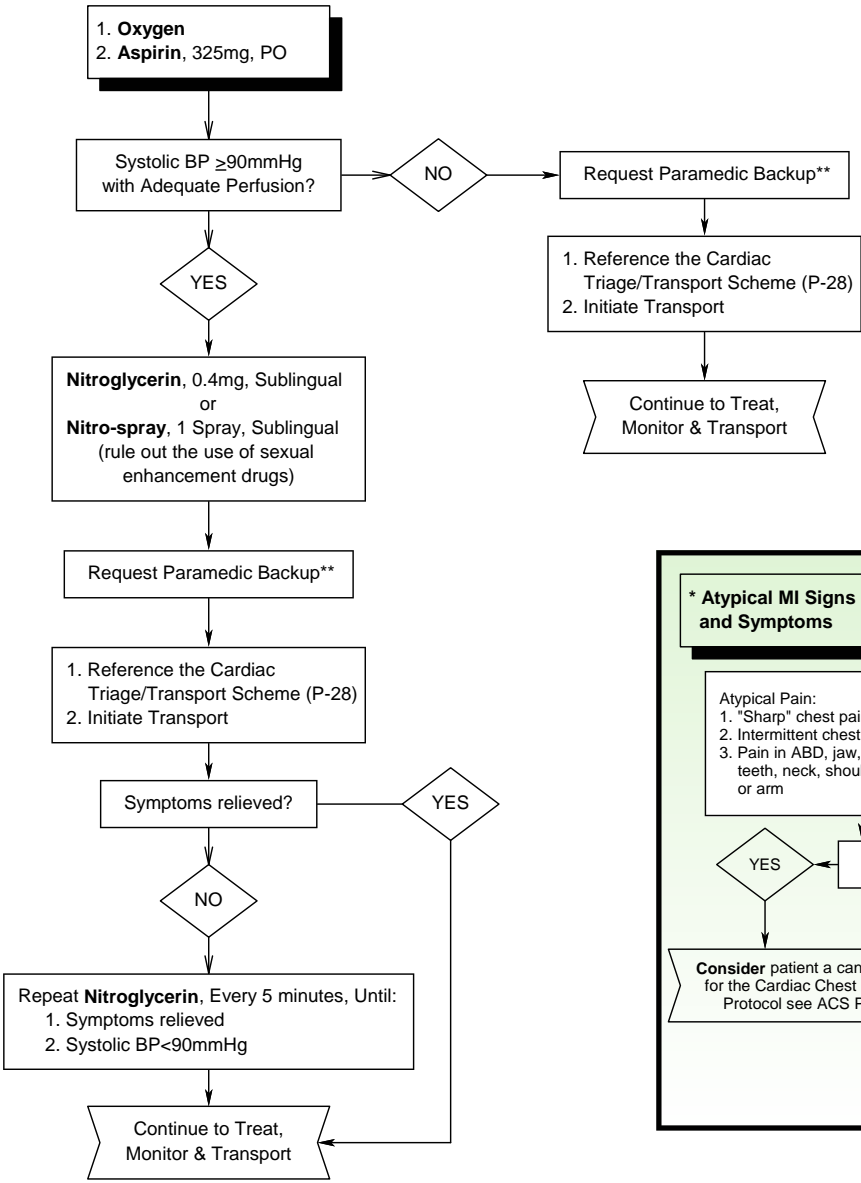 1. Oxygen
2. Aspirin, 325mg, PO
Systolic BP ≥90mmHg
with Adequate Perfusion?
NO
Request Paramedic Backup**
1. Reference the Cardiac
Triage/Transport Scheme (P-28)
2. Initiate Transport
Continue to Treat,
Monitor & Transport
YES
Nitroglycerin, 0.4mg, Sublingual
or
Nitro-spray, 1 Spray, Sublingual
(rule out the use of sexual
enhancement drugs)
Request Paramedic Backup**
1. Reference the Cardiac
Triage/Transport Scheme (P-28)
2. Initiate Transport
Symptoms relieved?
YES
NO
Repeat Nitroglycerin, Every 5 minutes, Until:
1. Symptoms relieved
2. Systolic BP<90mmHg
Continue to Treat,
Monitor & Transport
* Atypical MI Signs
and Symptoms
Atypical Pain:
1. "Sharp" chest
2. Intermittent chest
3. Pain in ABD, jaw,
teeth, neck,
or arm
YES
Consider patient a
for the Cardiac Chest
Protocol see ACS